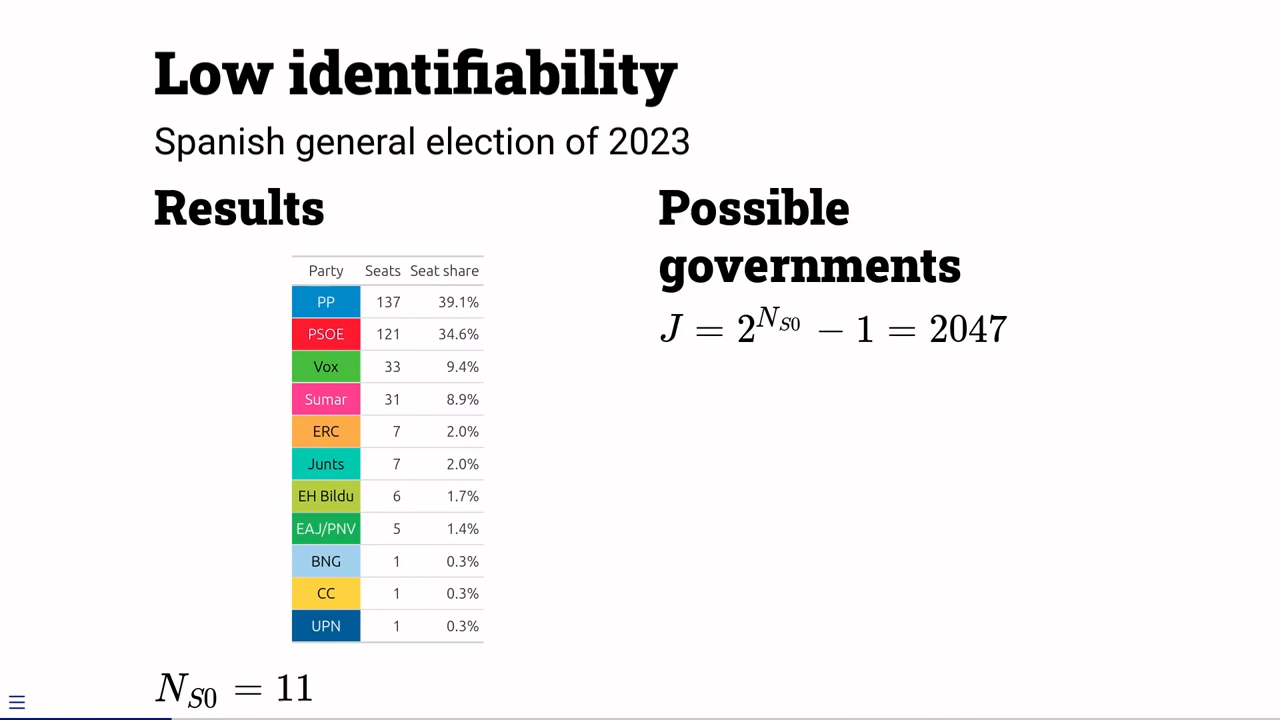 Low identifiability
Spanish general election of 2023
Results
Party Seats Seat share
PP 137 39.1%
PSOE 121 34.6%
Vox 33 9.4%
Sumar 31 8.9%
ERC 7 2.0%
Junts 7 2.0%
EH Bildu 6 1.7%
EAJ/PNV 5 1.4%
BNG 1 0.3%
CC 1 0.3%
UPN 1 0.3%
N_{S0} = 11
Possible
governments
J = 2^{N_{S0}} − 1 = 2047